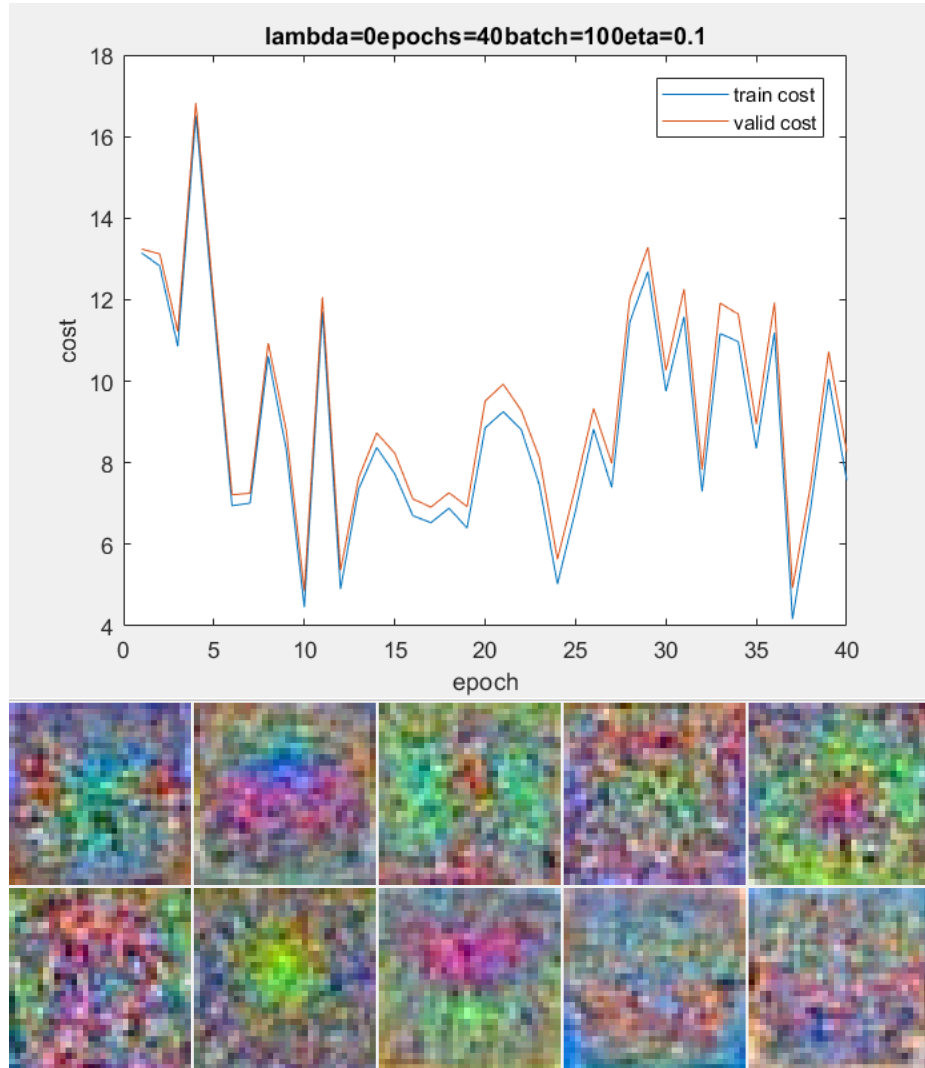 lambda=0epochs=40batch=100eta=0.1
18
16
14
12
10
8
6
4
cost
train cost
valid cost
0 5 10 15 20 25 30 35 40
epoch